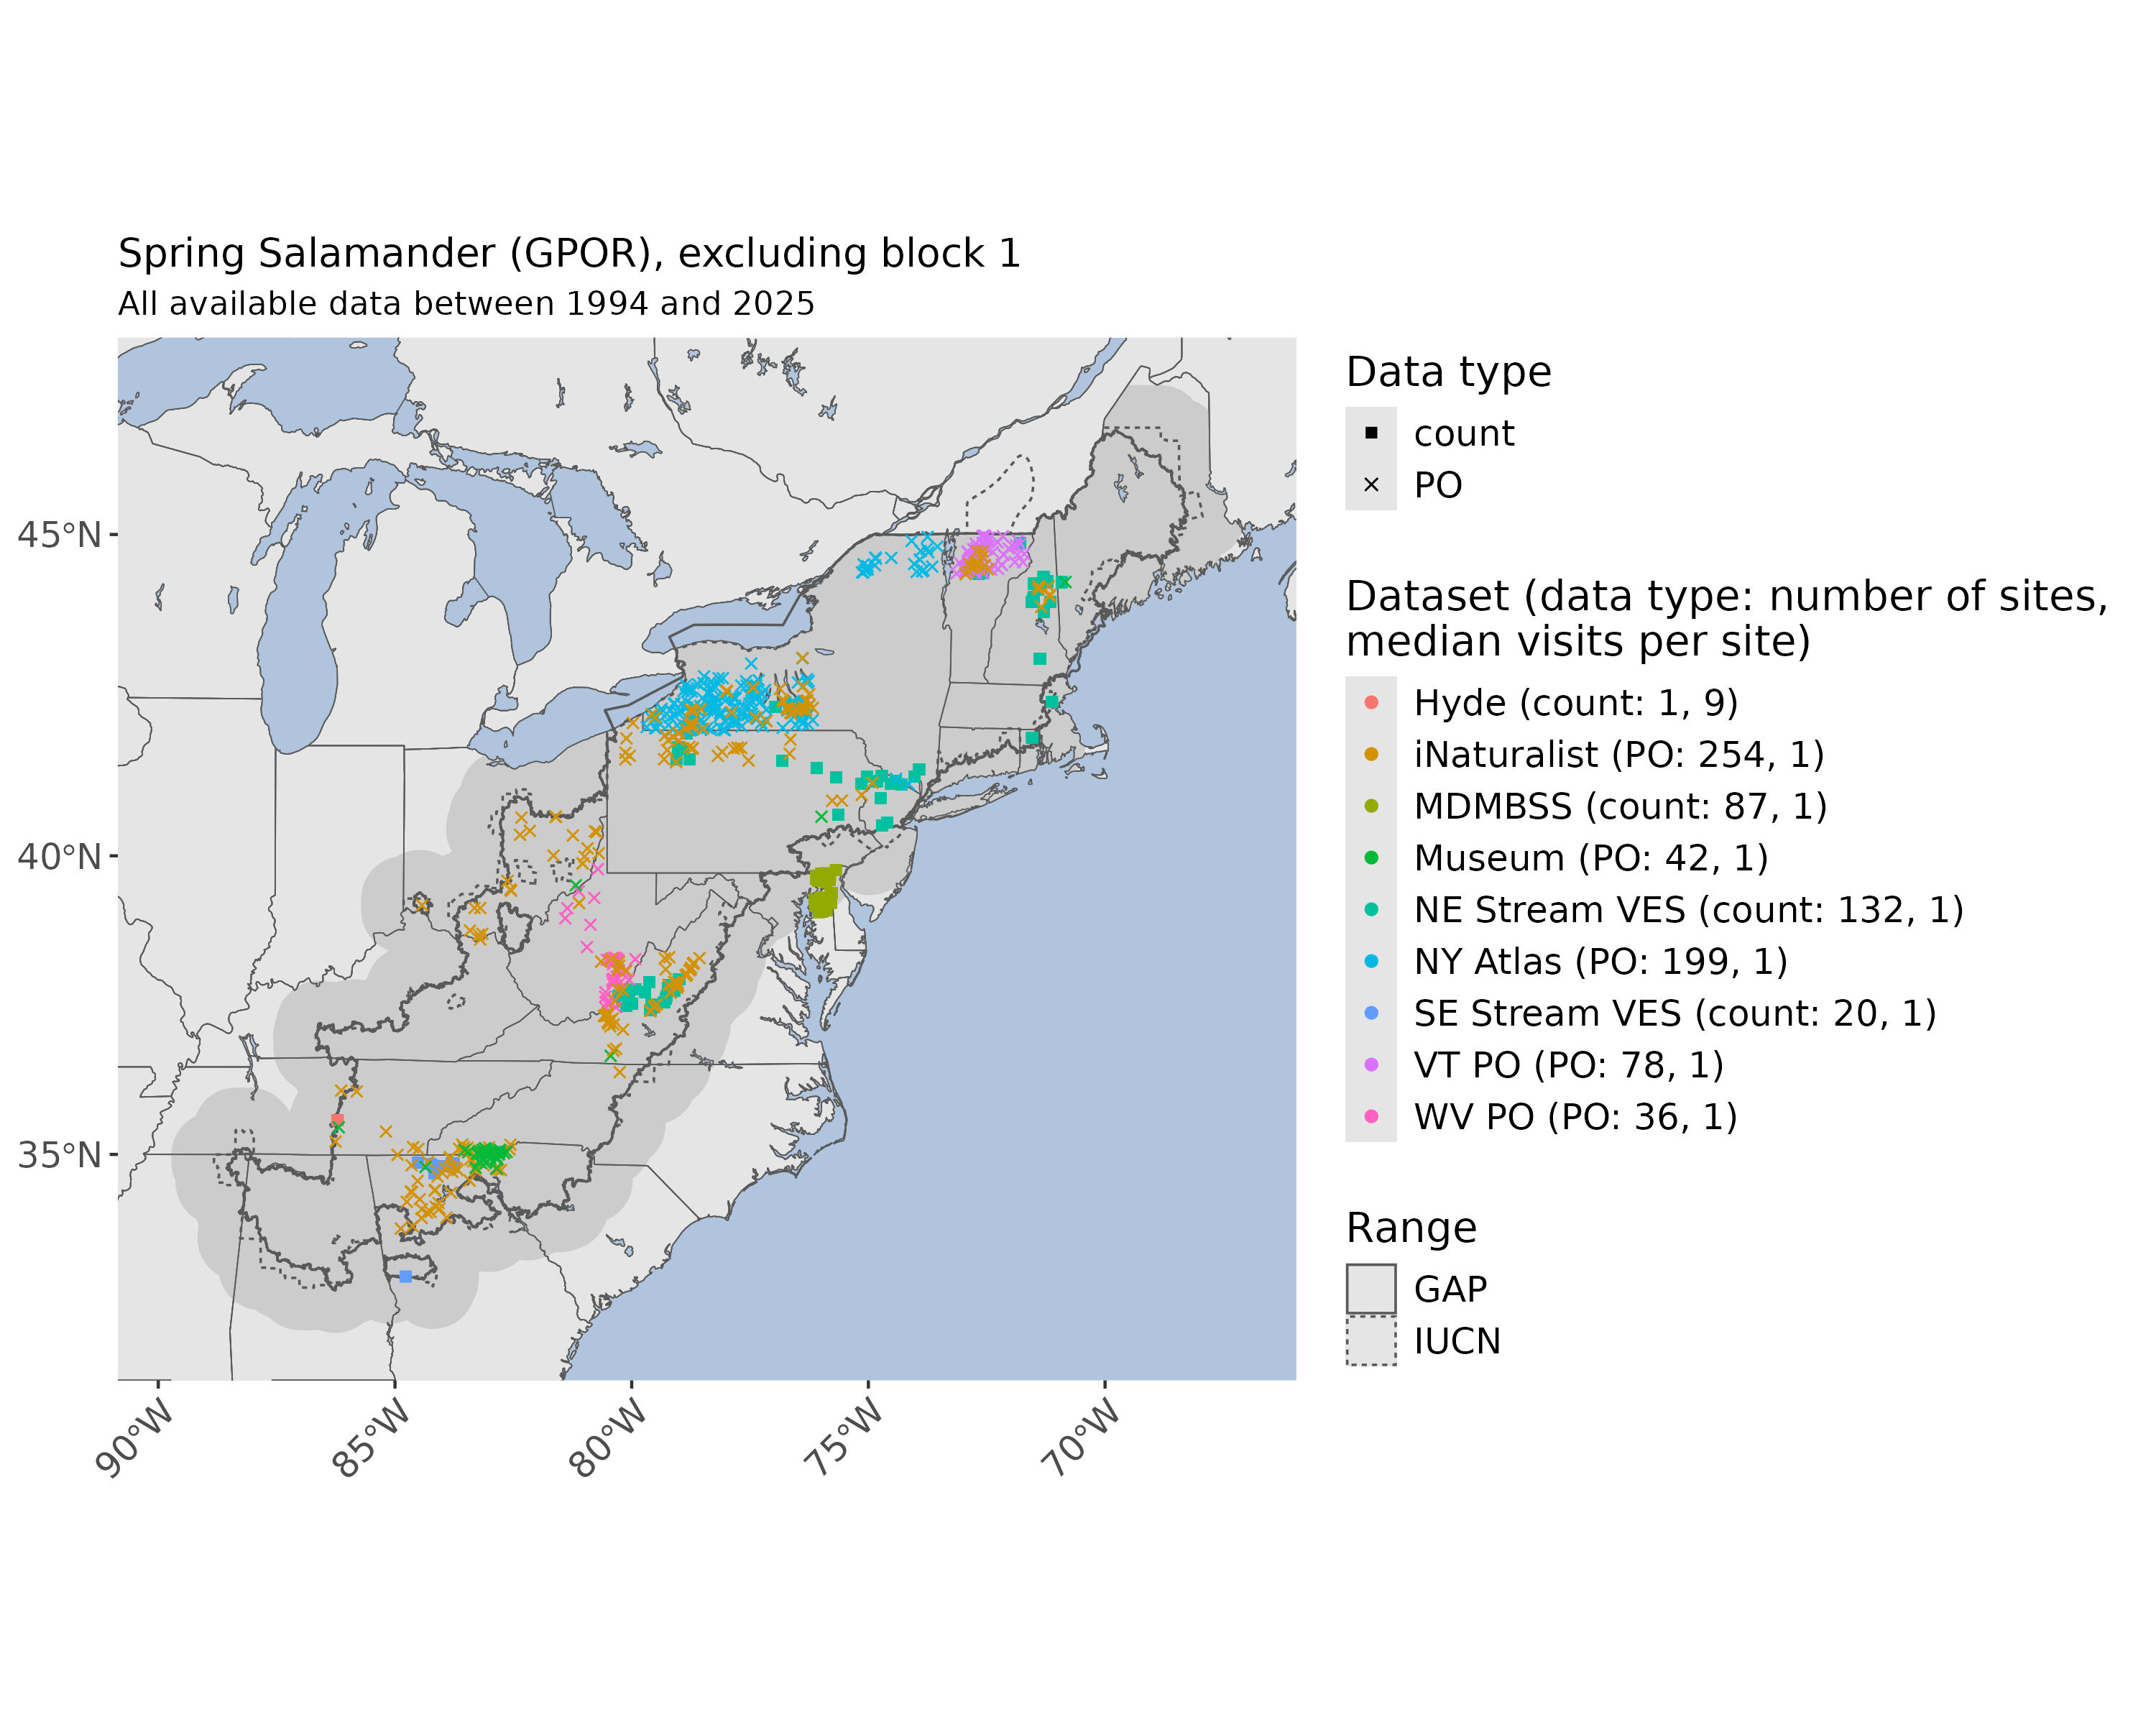 Spring Salamander (GPOR), excluding block 1
All available data between 1994 and 2025
45°N
40°N
35°N
90°W
85°W
80°W
75°W
70°W
Data type
count
PO
Dataset (data type: number of sites,
median visits per site)
Hyde (count: 1, 9)
iNaturalist (PO: 254, 1)
MDMBSS (count: 87, 1)
Museum (PO: 42, 1)
NE Stream VES (count: 132, 1)
NY Atlas (PO: 199, 1)
SE Stream VES (count: 20, 1)
VT PO (PO: 78, 1)
WV PO (PO: 36, 1)
Range
GAP
IUCN